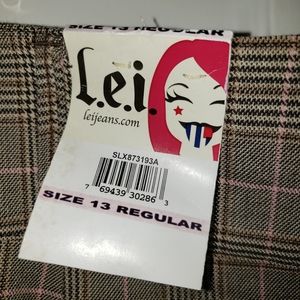 SIZE 13 REGULAR
l.e.i.
leijeans.com
SLX873193A
7 69439 30286 3
SIZE 13 REGULAR